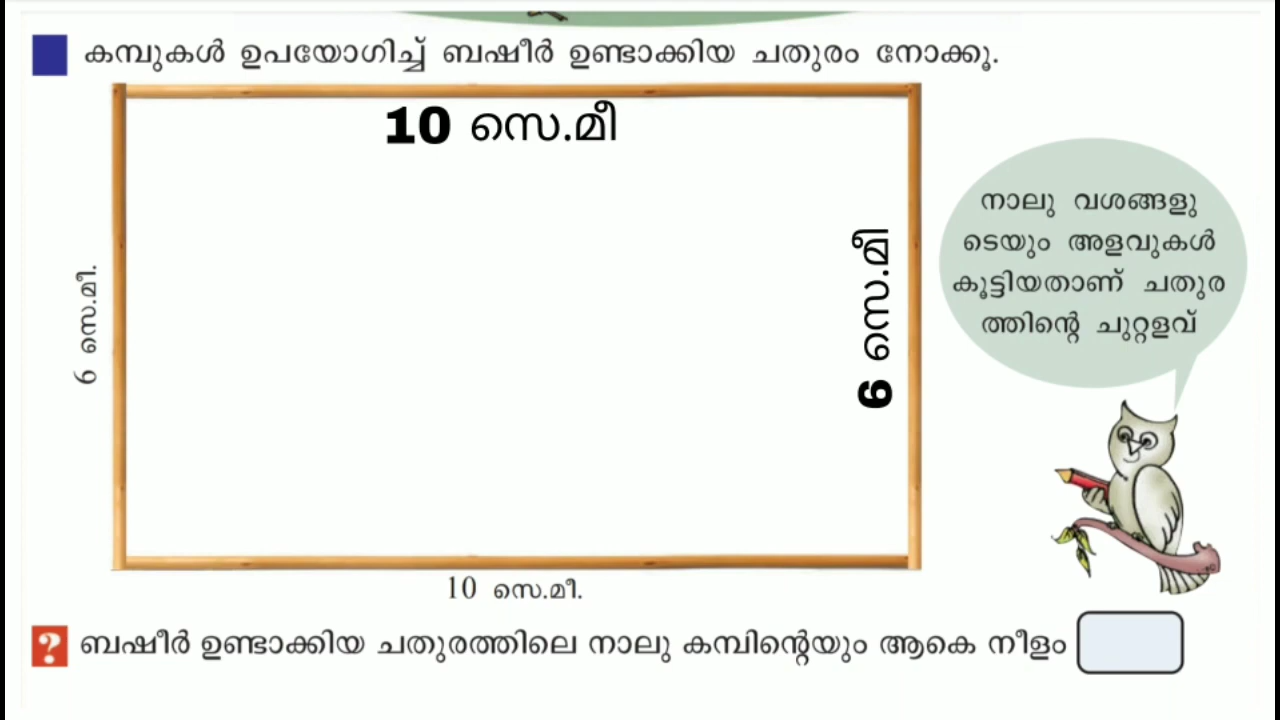 കമ്പുകൾ ഉപയോഗിച്ച് ബഷീർ ഉണ്ടാക്കിയ ചതുരം നോക്കൂ.
10 സെ.മീ
6 സെ.മീ.
6 സെ.മീ
നാലു വശങ്ങളു
ടെയും അളവുകൾ
കൂട്ടിയതാണ് ചതുര
ത്തിന്റെ ചുറ്റളവ്
10 സെ.മീ.
? ബഷീർ ഉണ്ടാക്കിയ ചതുരത്തിലെ നാലു കമ്പിന്റെയും ആകെ നീളം